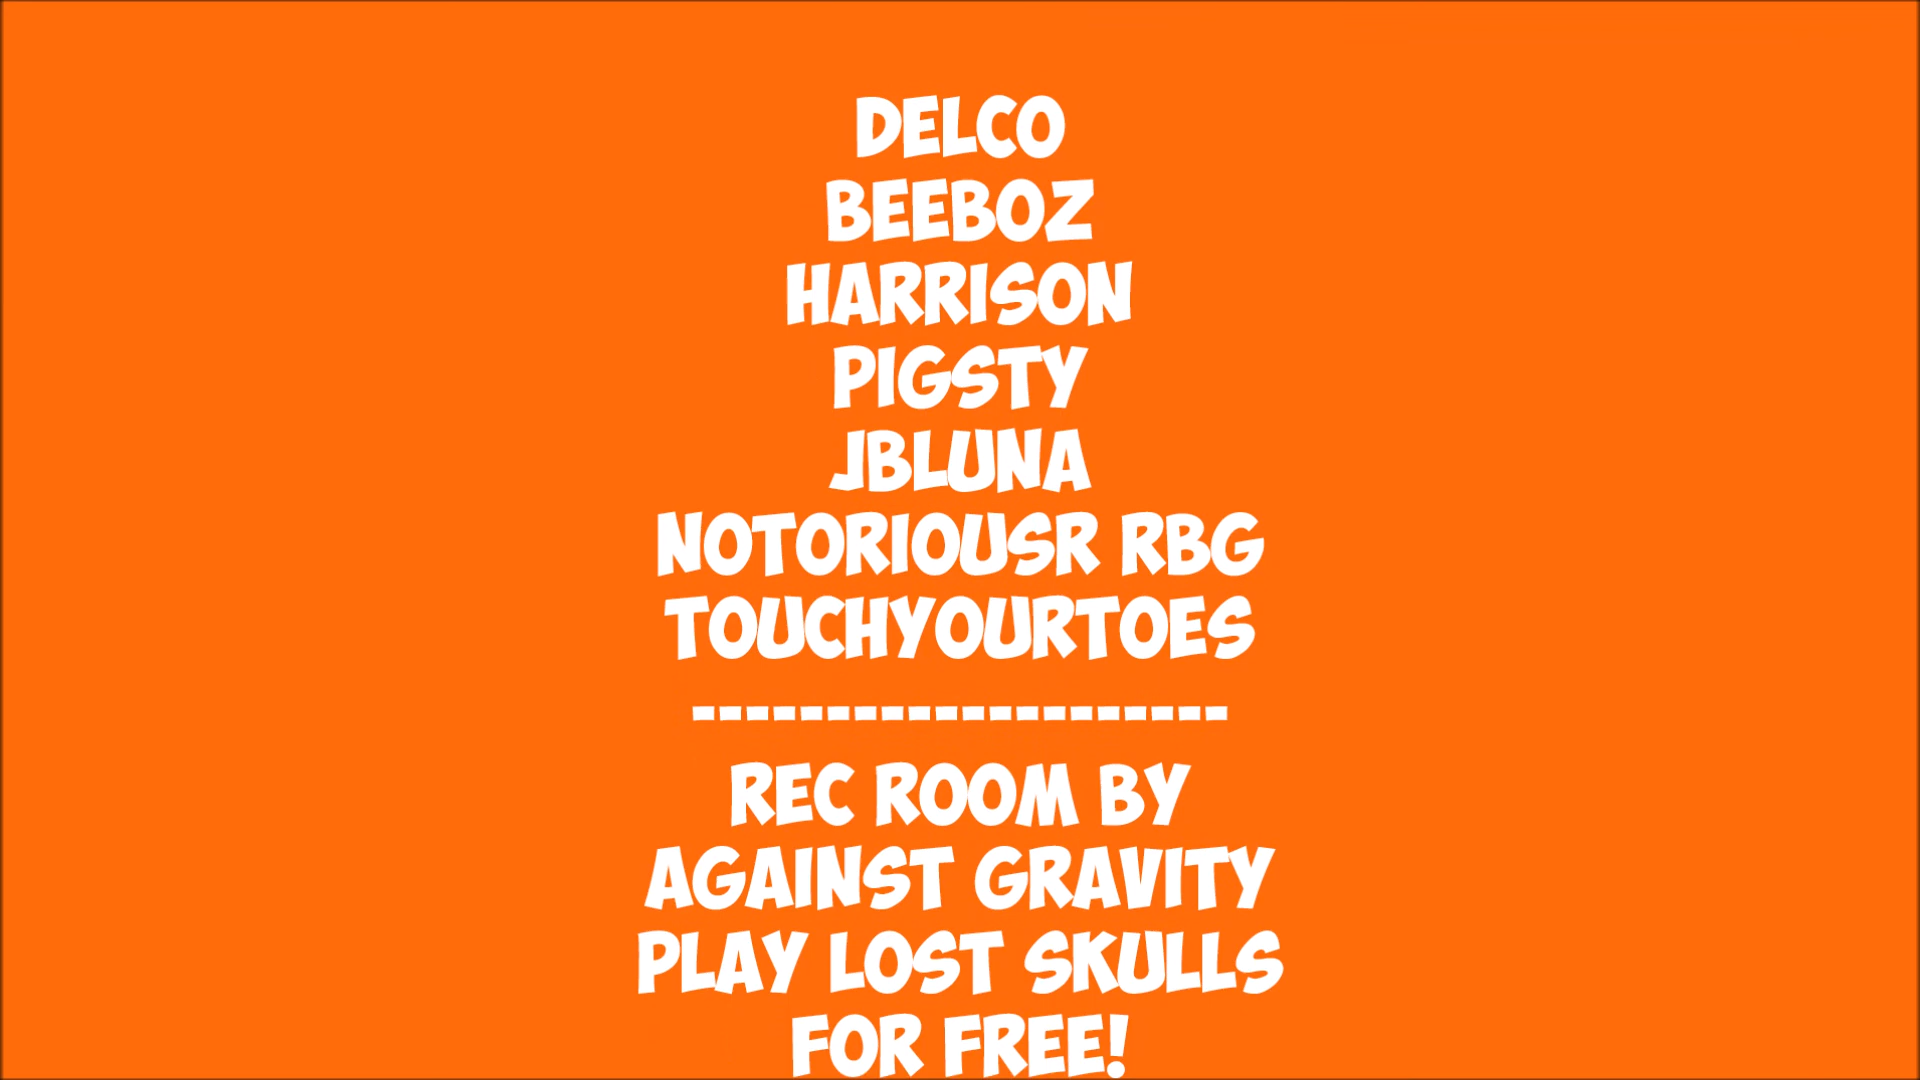 DELCO
BEEBOZ
HARRISON
PIGSTY
JBLUNA
NOTORIOUSR RBG
TOUCHYOURTOES
--------------------
REC ROOM BY
AGAINST GRAVITY
PLAY LOST SKULLS
FOR FREE!